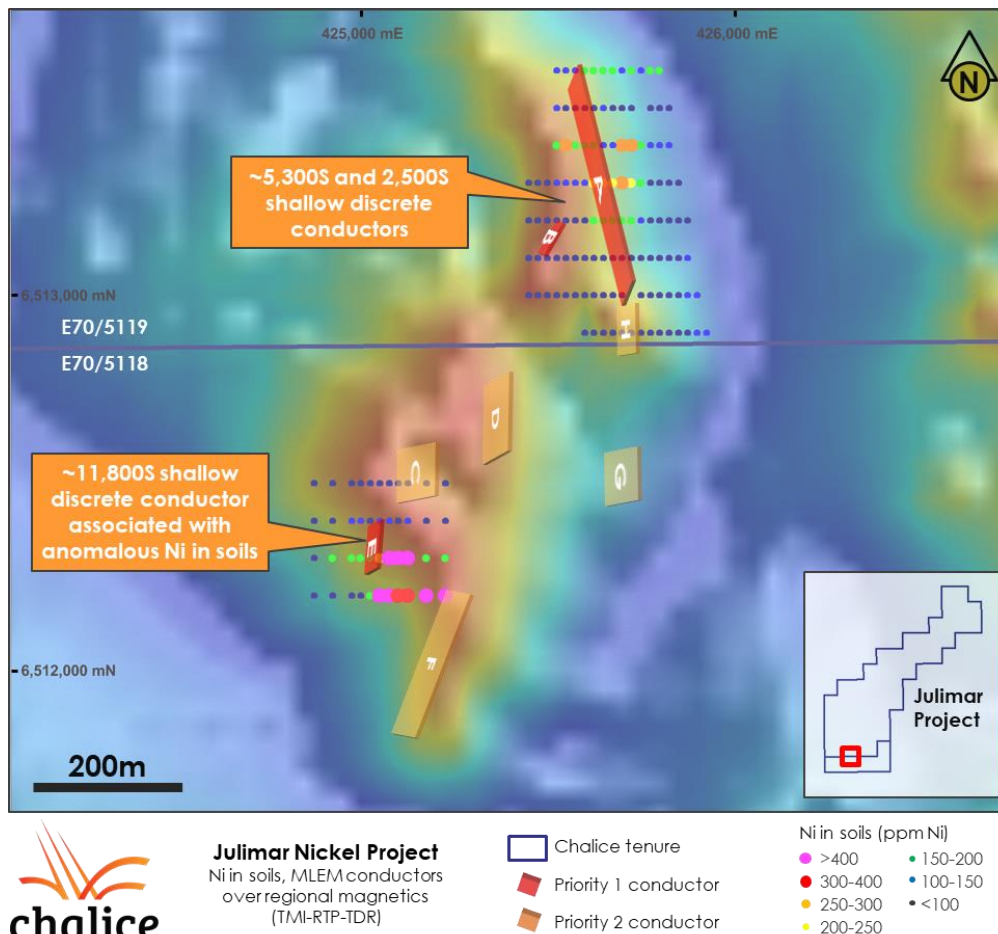 425,000 mE
426,000 mE
N
~5,300S and 2,500S
shallow discrete
conductors
A
B
6,513,000 mN
E70/5119
H
E70/5118
D
C
G
~11,800S shallow
discrete conductor
associated with
anomalous Ni in soils
E
F
6,512,000 mN
200m
Julimar
Project
chalice
Julimar Nickel Project
Ni in soils, MLEM conductors
over regional magnetics
(TMI-RTP-TDR)
Chalice tenure
Priority 1 conductor
Priority 2 conductor
Ni in soils (ppm Ni)
>400
300-400
250-300
200-250
150-200
100-150
<100